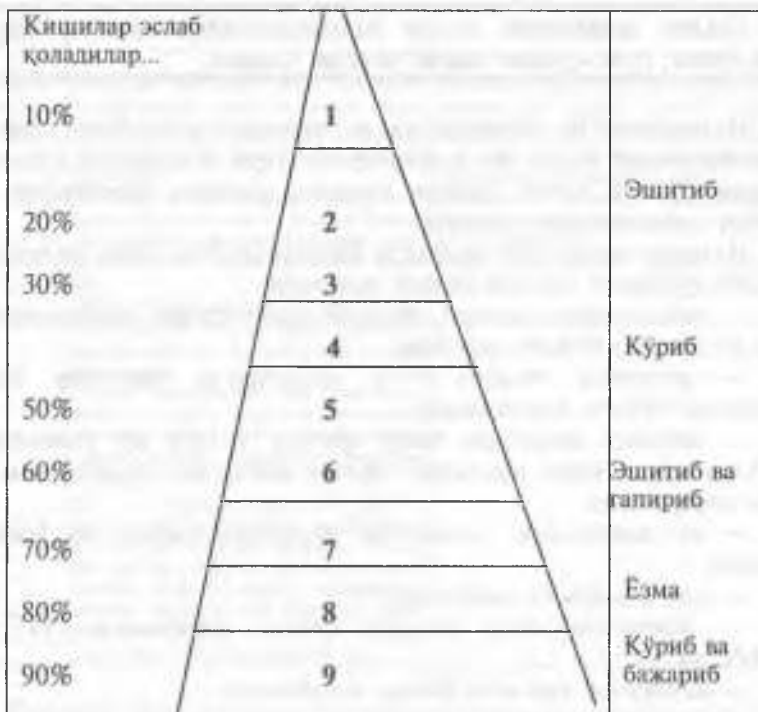 Кишилар эслаб
қоладилар...
10% 1
Эшитиб
20% 2
30% 3
4 Кўриб
50% 5
60% 6 Эшитиб ва
гапириб
70% 7
Ёзма
80% 8
Кўриб ва
бажариб
90% 9